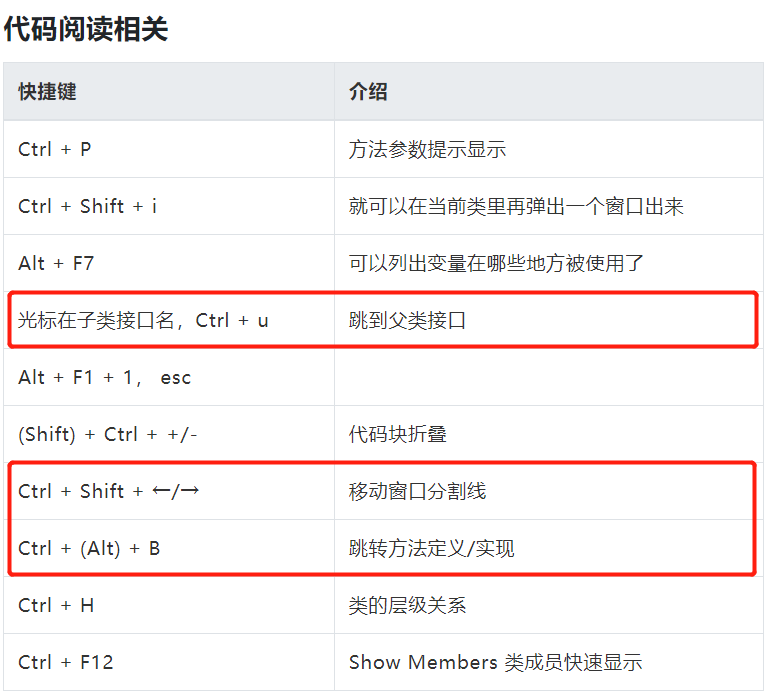 代码阅读相关
快捷键 介绍
Ctrl + P 方法参数提示显示
Ctrl + Shift + i 就可以在当前类里再弹出一个窗口出来
Alt + F7 可以列出变量在哪些地方被使用了
光标在子类接口名，Ctrl + u 跳到父类接口
Alt + F1 + 1， esc
(Shift) + Ctrl + +/- 代码块折叠
Ctrl + Shift + ←/→ 移动窗口分割线
Ctrl + (Alt) + B 跳转方法定义/实现
Ctrl + H 类的层级关系
Ctrl + F12 Show Members 类成员快速显示